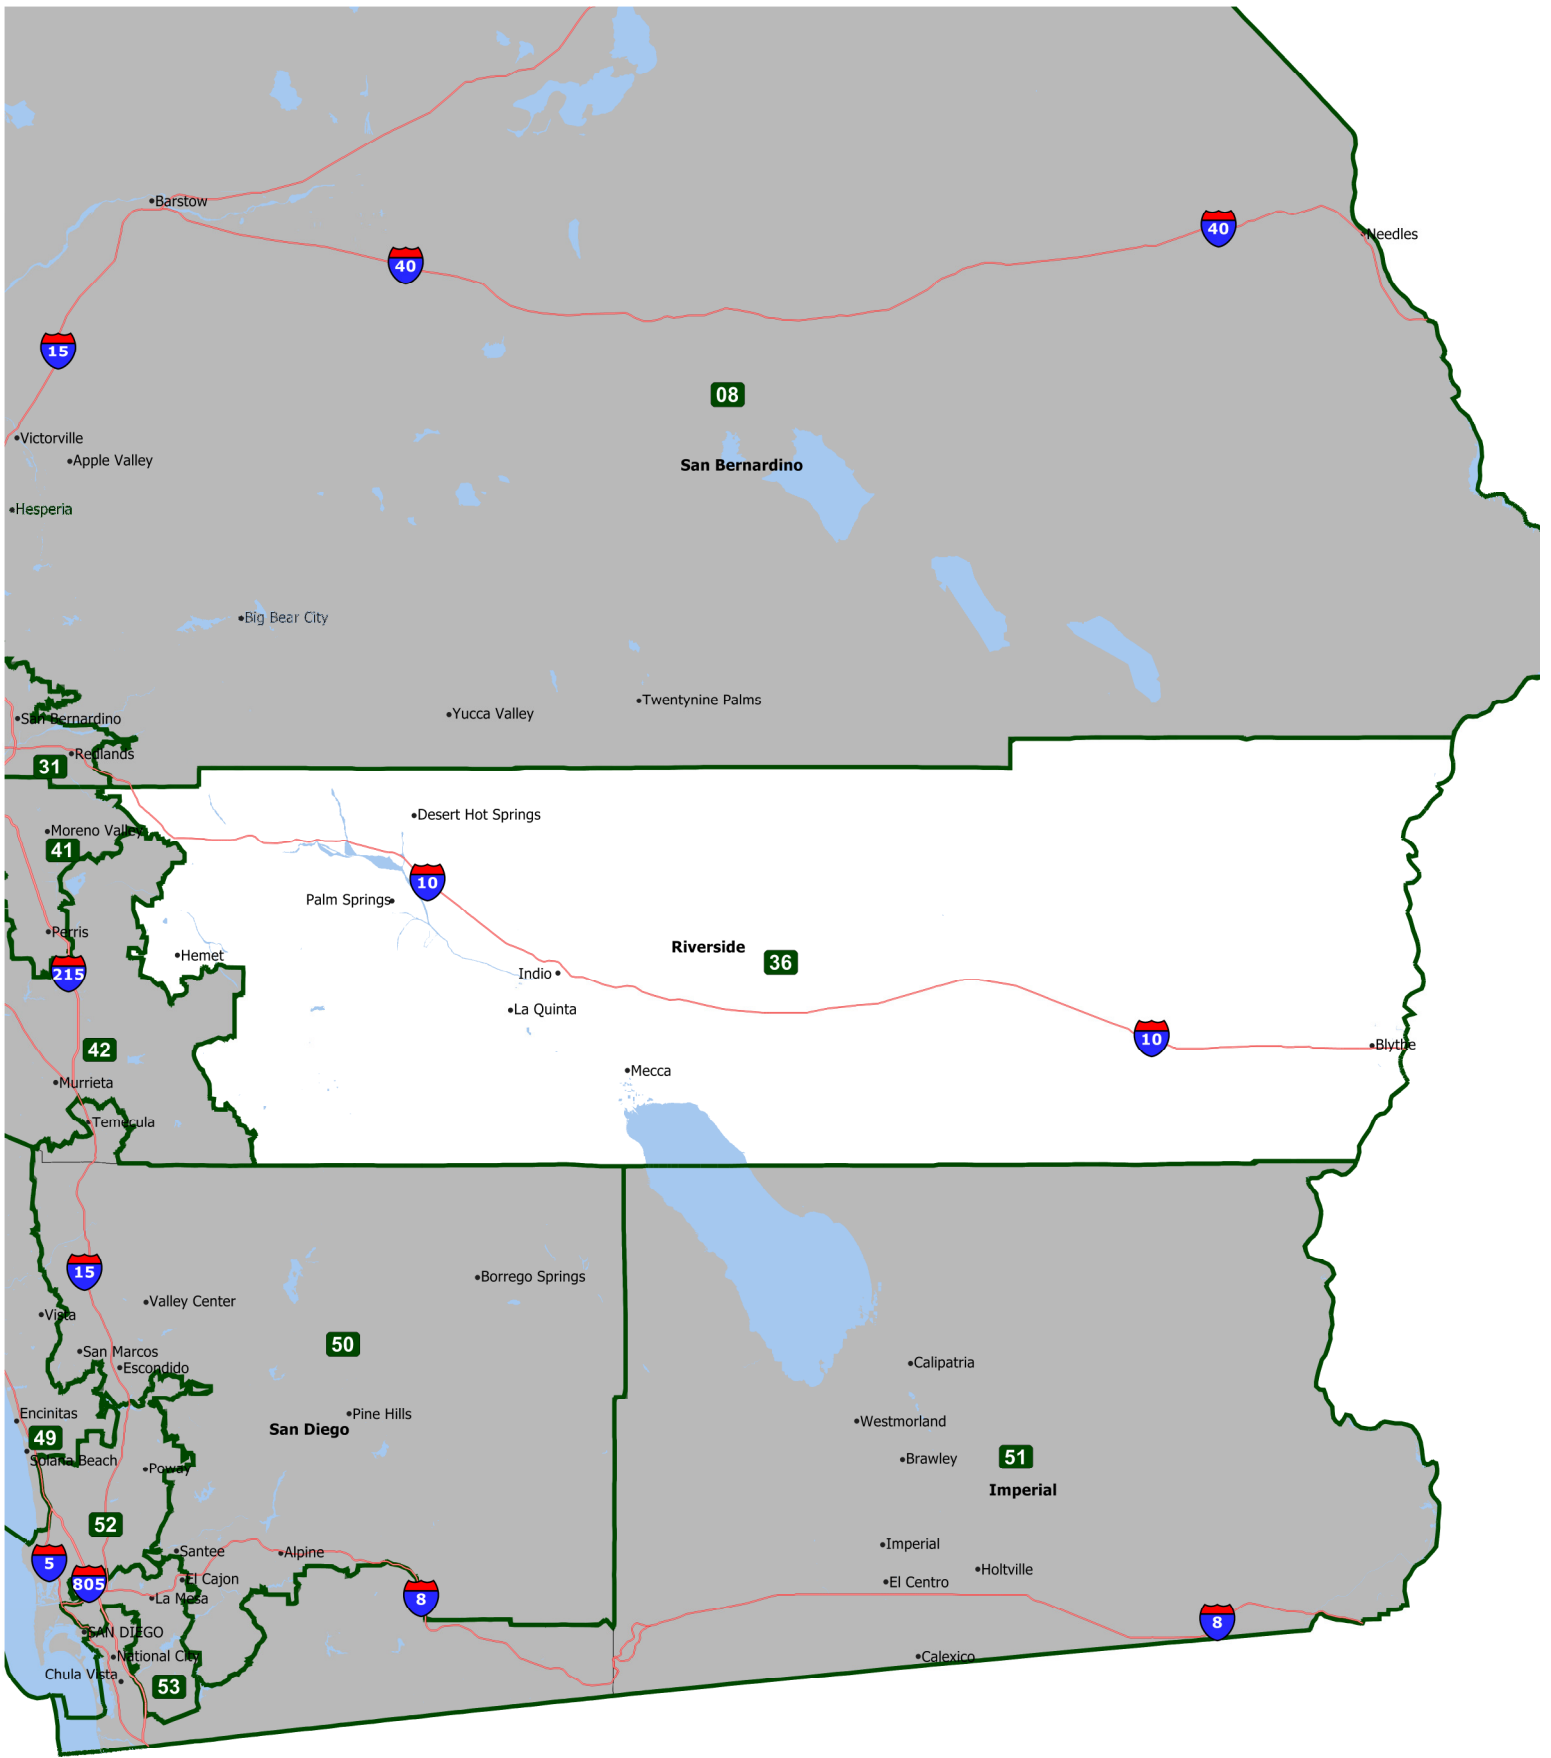 Barstow
40
Needles
40
15
08
Victorville
San Bernardino
Apple Valley
Hesperia
Big Bear City
Twentynine Palms
Yucca Valley
San Bernardino
Redlands
31
Desert Hot Springs
Moreno Valley
41
10
Palm Springs
Perris
Riverside
36
Hemet
215
Indio
La Quinta
10
Blythe
42
Mecca
Murrieta
Temecula
15
Borrego Springs
Valley Center
Vista
50
San Marcos
Escondido
Calipatria
Encinitas
Pine Hills
Westmorland
San Diego
49
Solana Beach
Brawley
51
Poway
Imperial
52
Santee
Alpine
Imperial
5
805
El Cajon
Holtville
El Centro
La Mesa
8
8
SAN DIEGO
National City
Calexico
Chula Vista
53